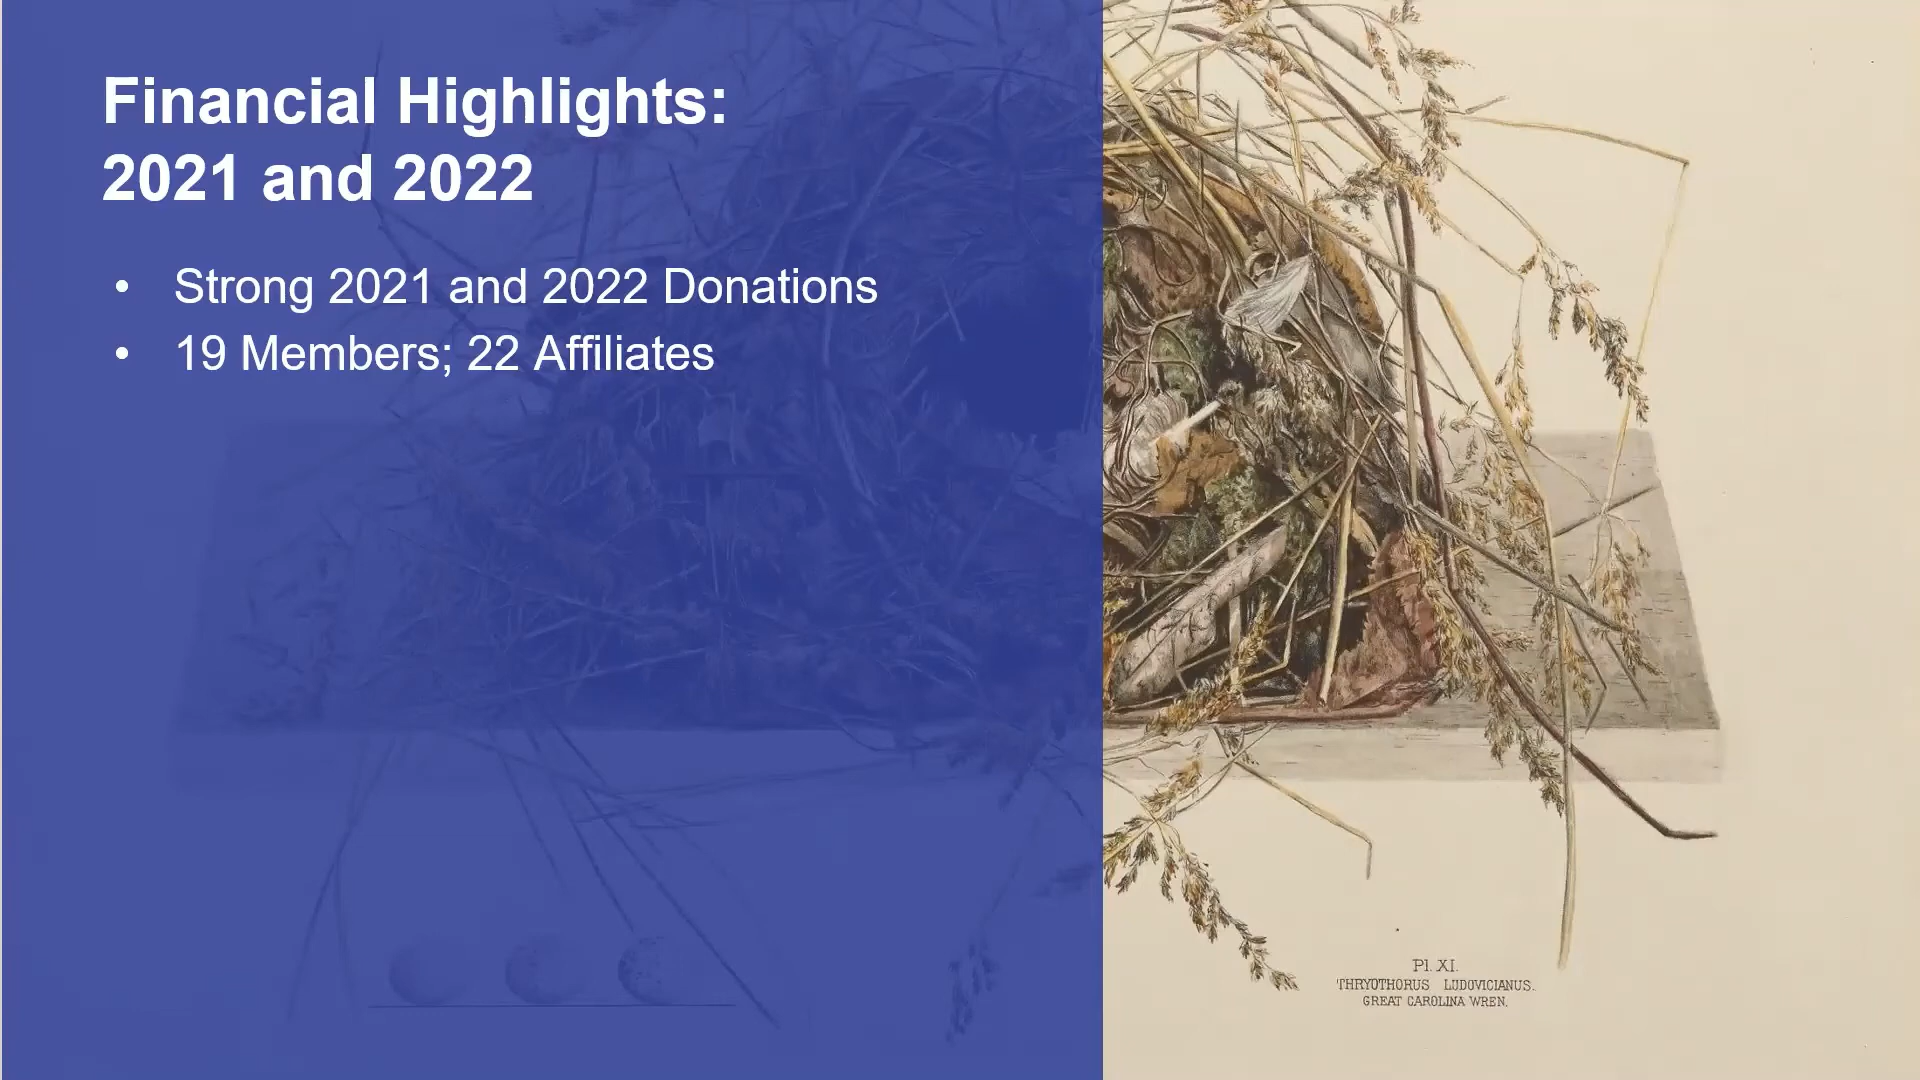 Financial Highlights:
2021 and 2022
• Strong 2021 and 2022 Donations
• 19 Members; 22 Affiliates
Pl. XI.
THRYOTHORUS LUDOVICIANUS.
GREAT CAROLINA WREN.